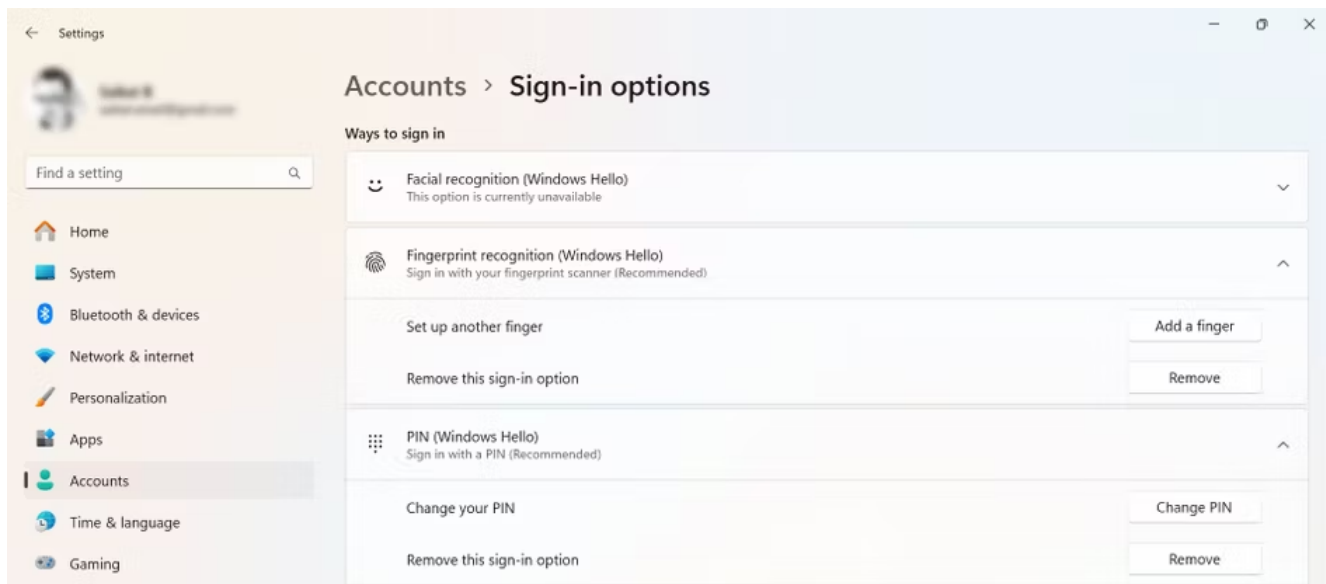 Settings
Find a setting
Home
System
Bluetooth & devices
Network & internet
Personalization
Apps
Accounts
Time & language
Gaming
Accounts > Sign-in options
Ways to sign in
Facial recognition (Windows Hello)
This option is currently unavailable
Fingerprint recognition (Windows Hello)
Sign in with your fingerprint scanner (Recommended)
Set up another finger
Add a finger
Remove this sign-in option
Remove
PIN (Windows Hello)
Sign in with a PIN (Recommended)
Change your PIN
Change PIN
Remove this sign-in option
Remove